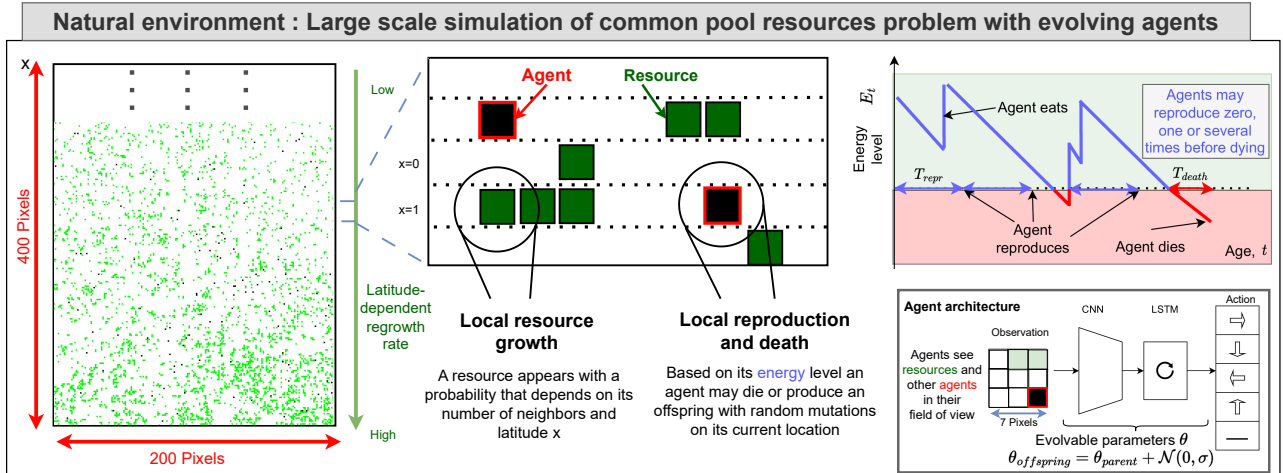 Natural environment : Large scale simulation of common pool resources problem with evolving agents
x
400 Pixels
200 Pixels
Low
Latitude-
dependent
regrowth
rate
High
Agent
Resource
x=0
x=1
Local resource
growth
A resource appears with a
probability that depends on its
number of neighbors and
latitude x
Local reproduction
and death
Based on its energy level an
agent may die or produce an
offspring with random mutations
on its current location
E_t
Energy
level
Agent eats
Agents may
reproduce zero,
one or several
times before dying
T_repr
T_death
Agent
reproduces
Agent dies
Age, t
Agent architecture
Agents see
resources and
other agents
in their
field of view
Observation
7 Pixels
CNN
LSTM
Action
Evolvable parameters θ
θ_offspring = θ_parent + 𝒩(0, σ)